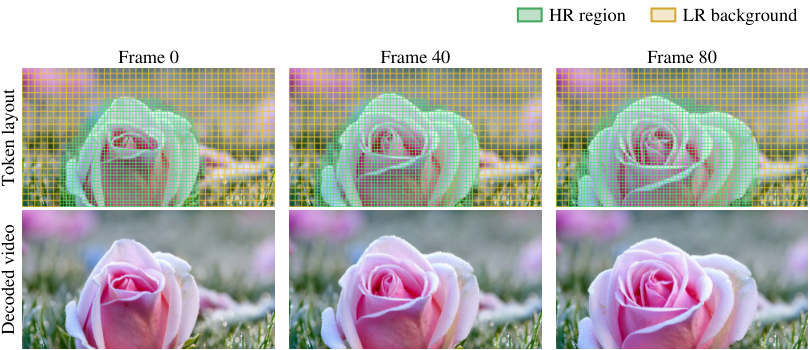 HR region LR background
Frame 0 Frame 40 Frame 80
Token layout
Decoded video